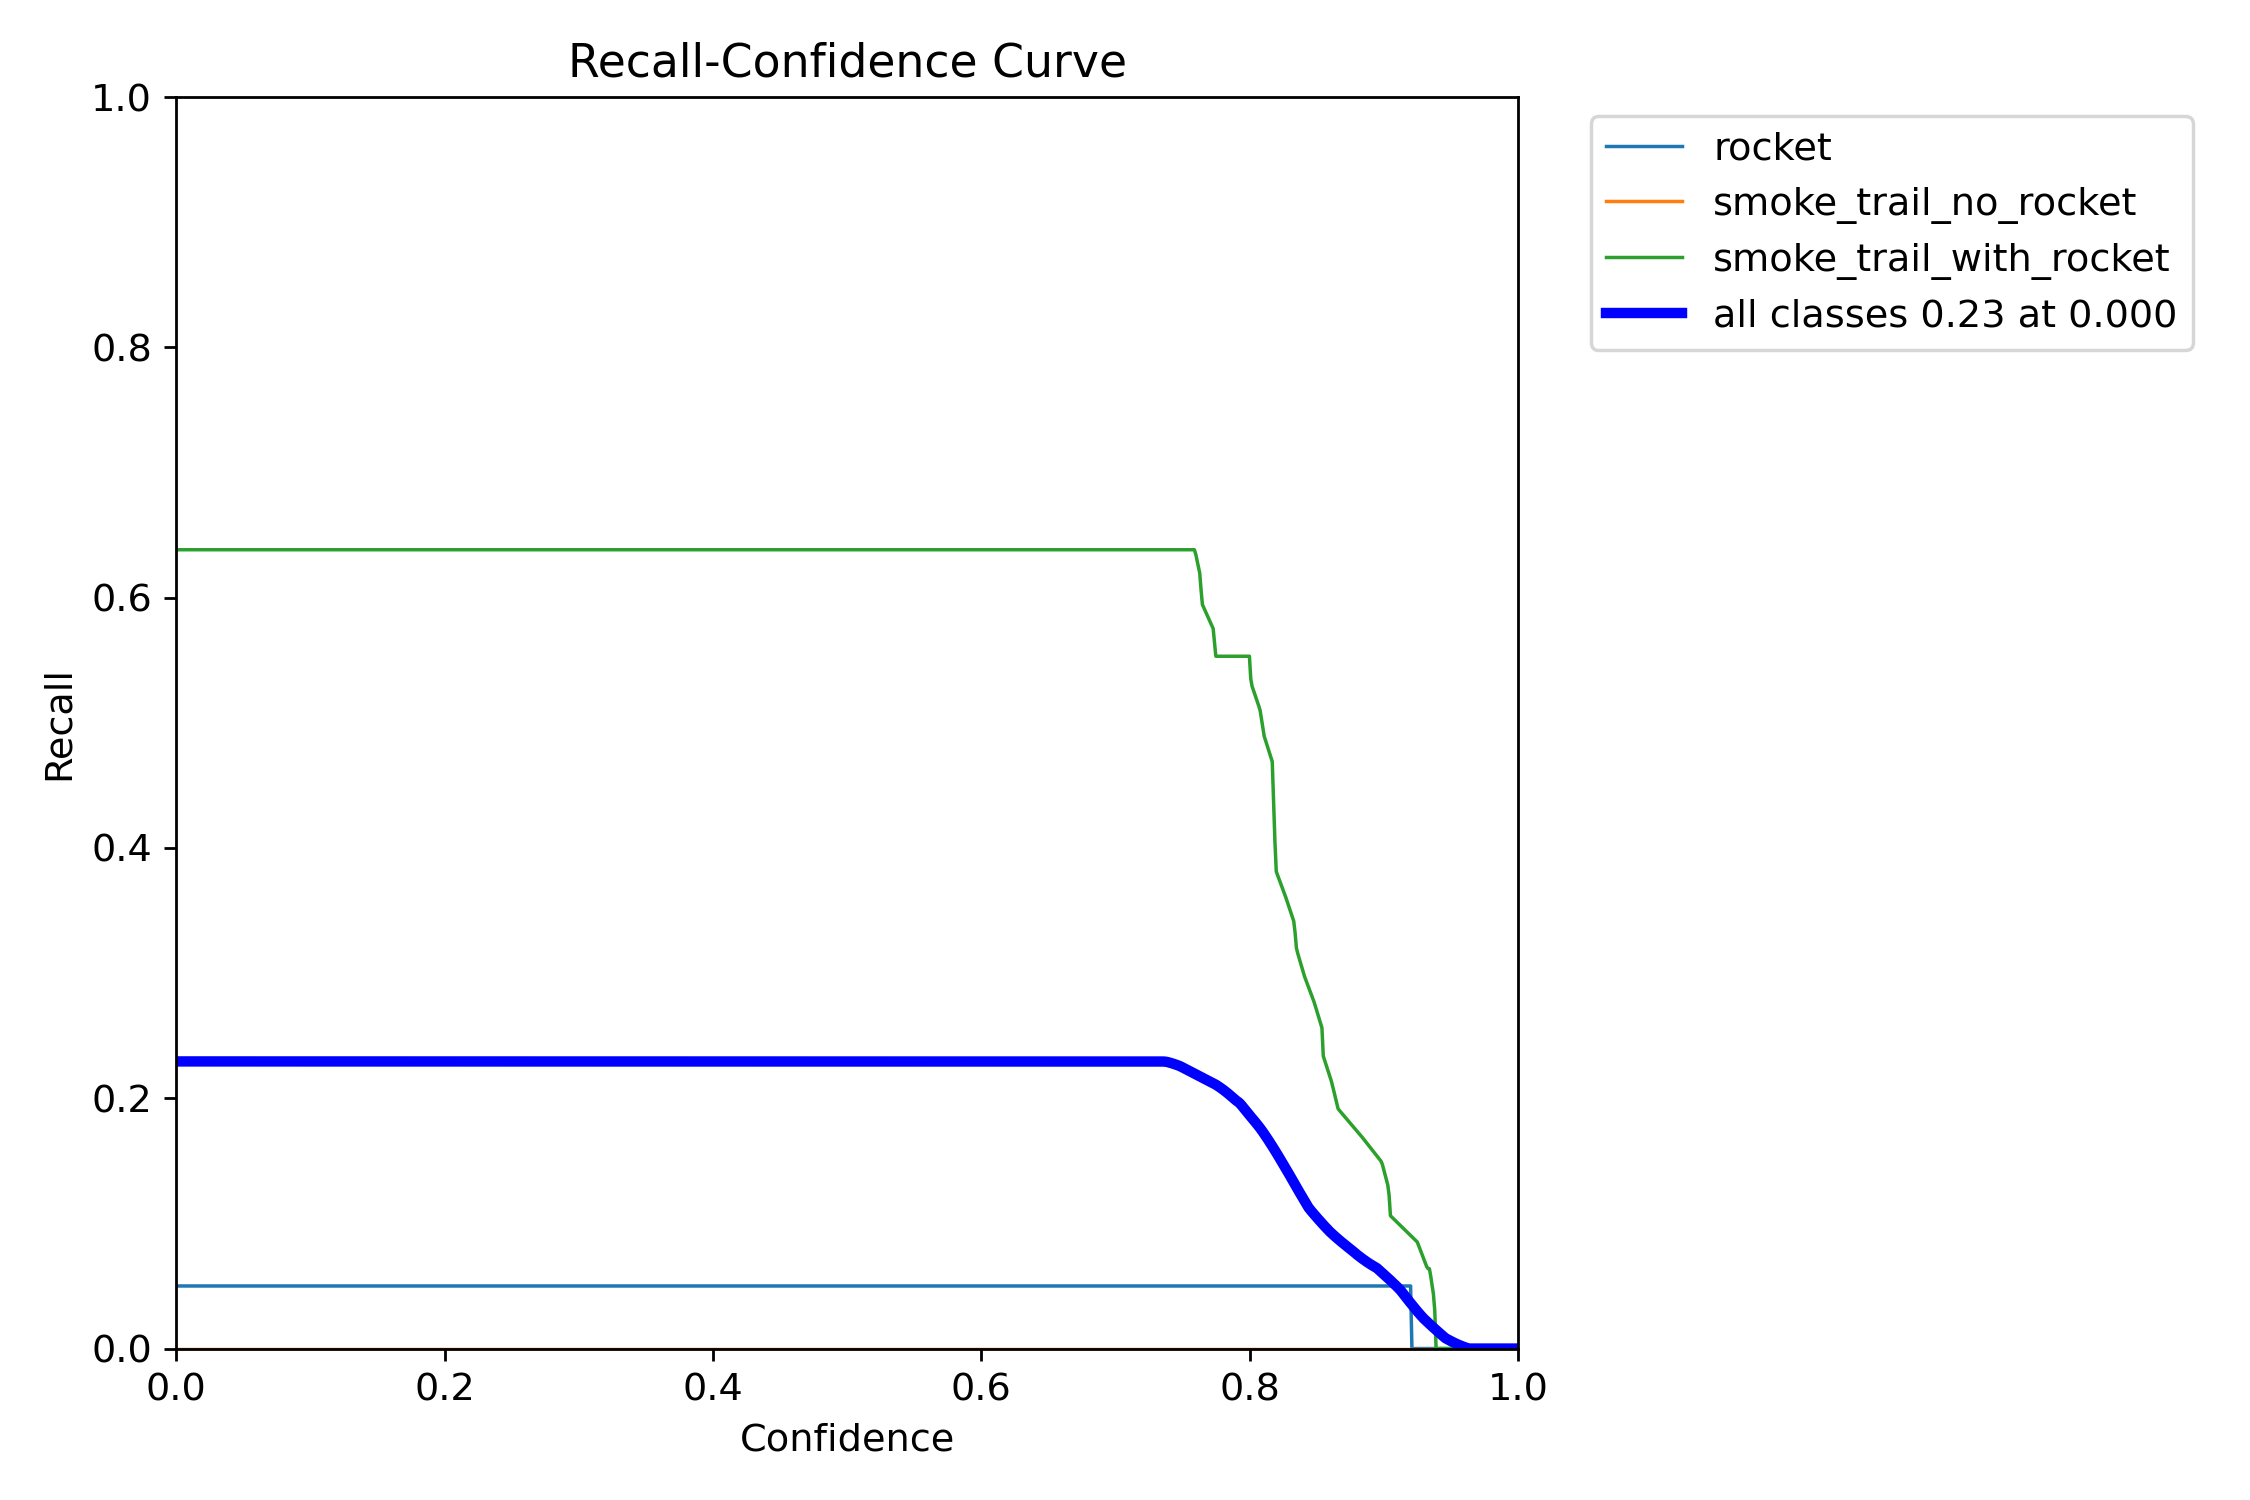 Recall-Confidence Curve
1.0
0.8
0.6
0.4
0.2
0.0
Recall
0.0 0.2 0.4 0.6 0.8 1.0
Confidence
rocket
smoke_trail_no_rocket
smoke_trail_with_rocket
all classes 0.23 at 0.000